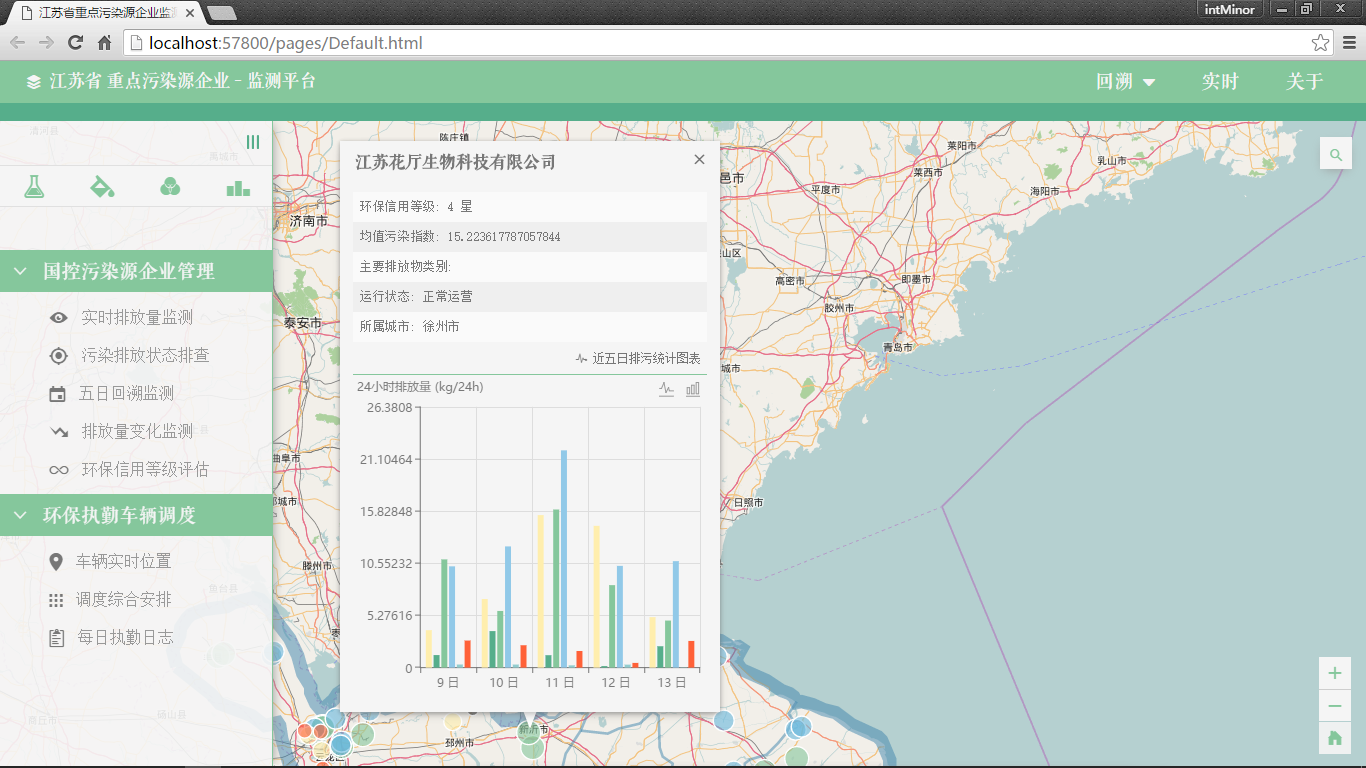 江苏省重点污染源企业监测
intMinor
localhost:57800/pages/Default.html
江苏省 重点污染源企业 - 监测平台
回溯
实时
关于
国控污染源企业管理
实时排放量监测
污染排放状态排查
五日回溯监测
排放量变化监测
环保信用等级评估
环保执勤车辆调度
车辆实时位置
调度综合安排
每日执勤日志
江苏花厅生物科技有限公司
环保信用等级: 4 星
均值污染指数: 15.223617787057844
主要排放物类别:
运行状态: 正常运营
所属城市: 徐州市
近五日排污统计图表
24小时排放量 (kg/24h)
26.3808
21.10464
15.82848
10.55232
5.27616
0
9 日
10 日
11 日
12 日
13 日
陈庄镇
莱阳市
乳山市
莱西市
平度市
海阳市
济南市
高密市
即墨市
胶州市
泰安市
青岛市
曲阜市
日照市
滕州市
邳州市
新沂市
鱼台县
砀山县